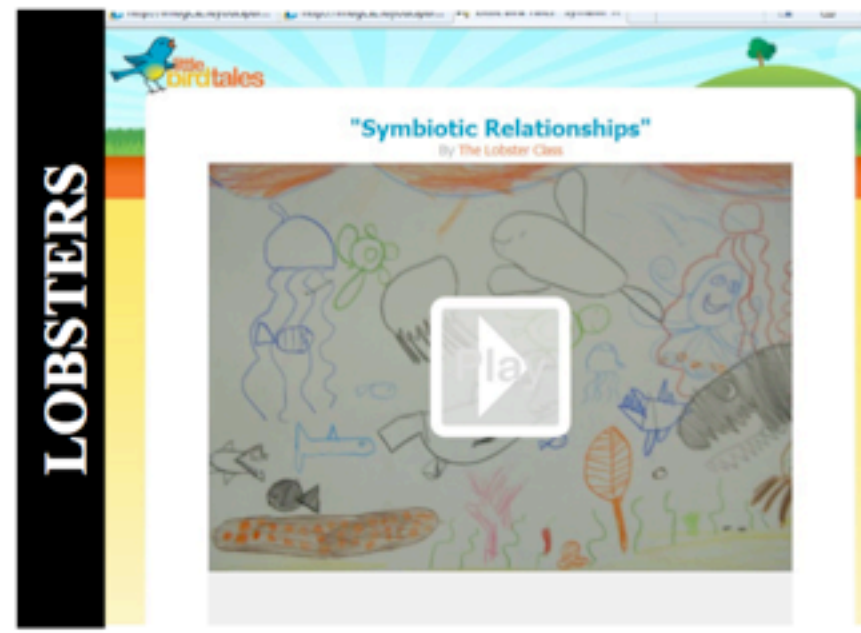 LOBSTERS
little
birdtales
"Symbiotic Relationships"
By The Lobster Class
Play